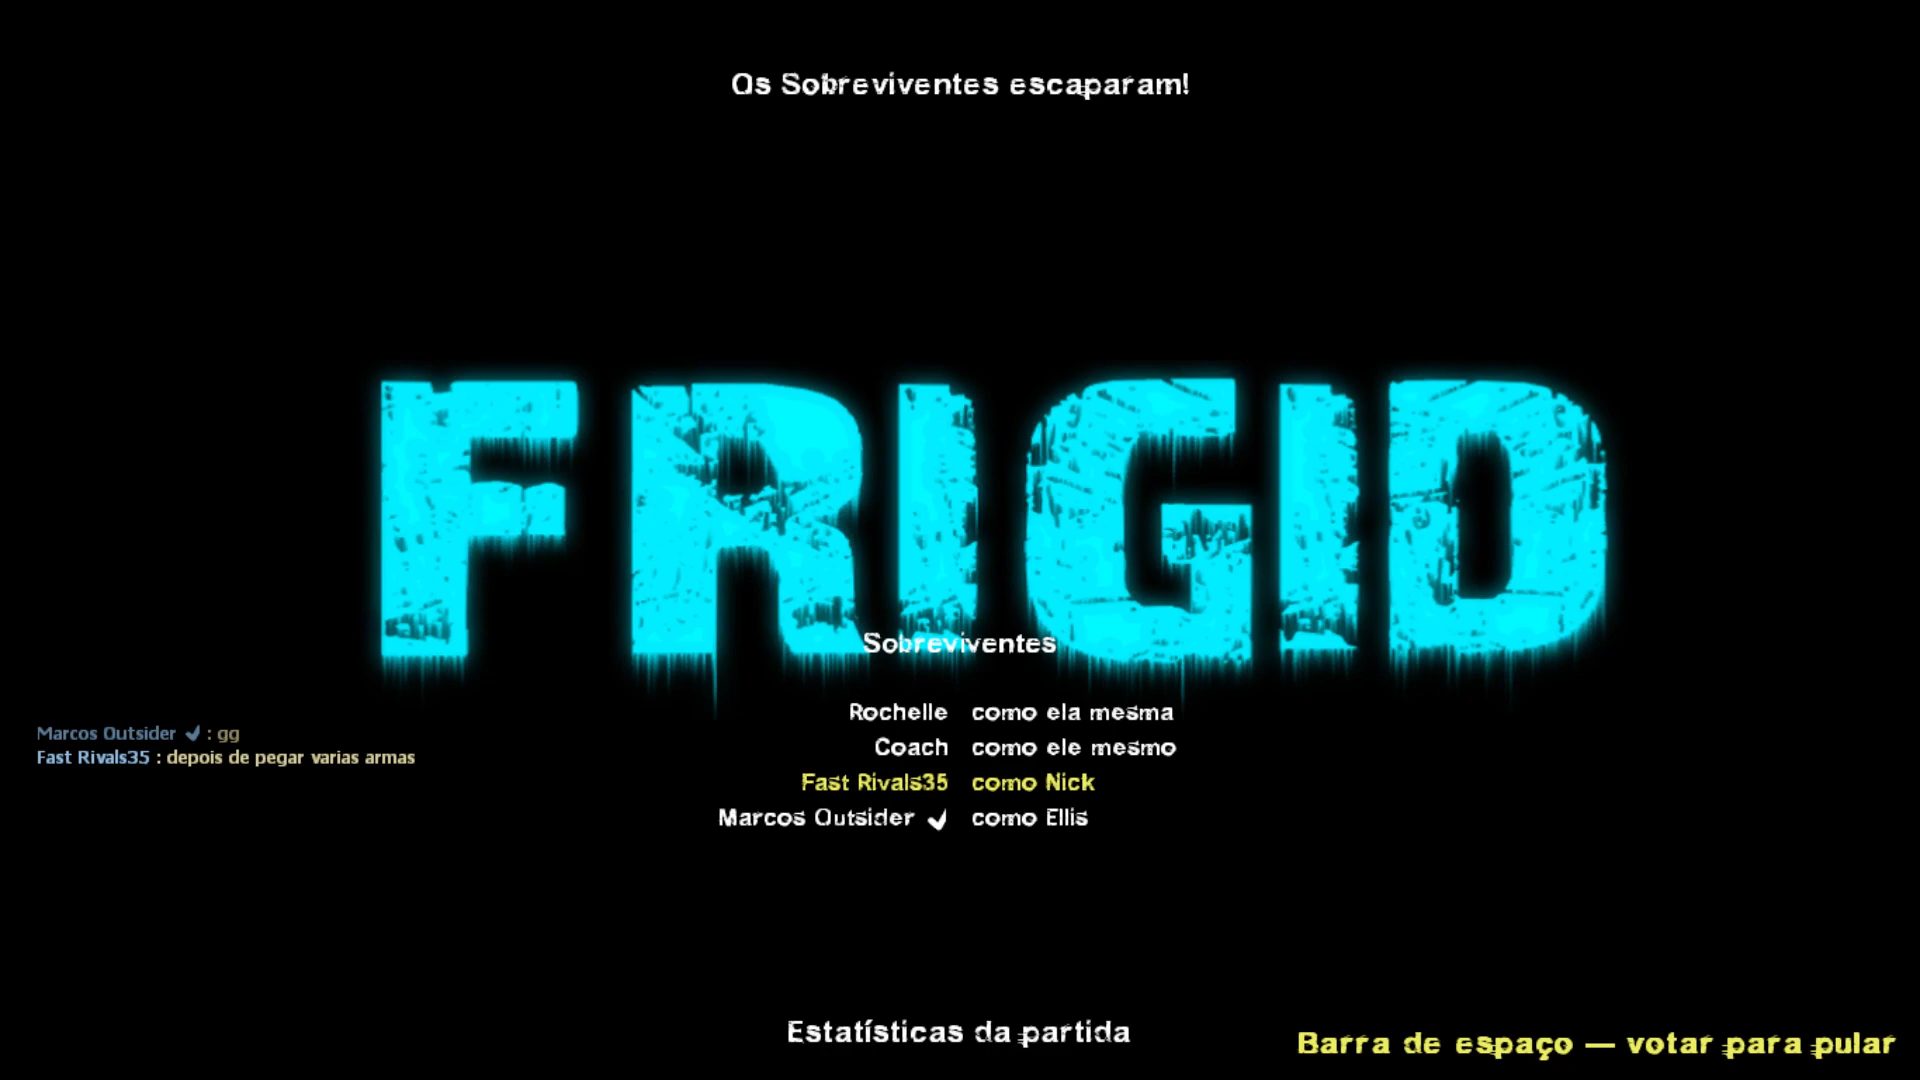 Os Sobreviventes escaparam!
FRIGID
Sobreviventes
Rochelle como ela mesma
Coach como ele mesmo
Fast Rivals35 como Nick
Marcos Outsider ✔ como Ellis
Marcos Outsider ✔ : gg
Fast Rivals35 : depois de pegar varias armas
Estatísticas da partida
Barra de espaço — votar para pular